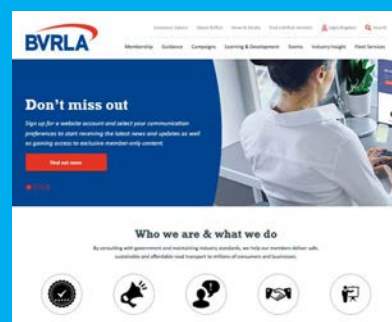 Consumer Advice About BVRLA News & Media Find a BVRLA member Login/Register Search
BVRLA
Membership Guidance Campaigns Learning & Development Events Industry Insight Fleet Services
Don't miss out
Sign up for a website account and select your communication
preferences to start receiving the latest news and updates as well
as gaining access to exclusive member-only content.
Find out more
Who we are & what we do
By consulting with government and maintaining industry standards, we help our members deliver safe,
sustainable and affordable road transport to millions of consumers and businesses.